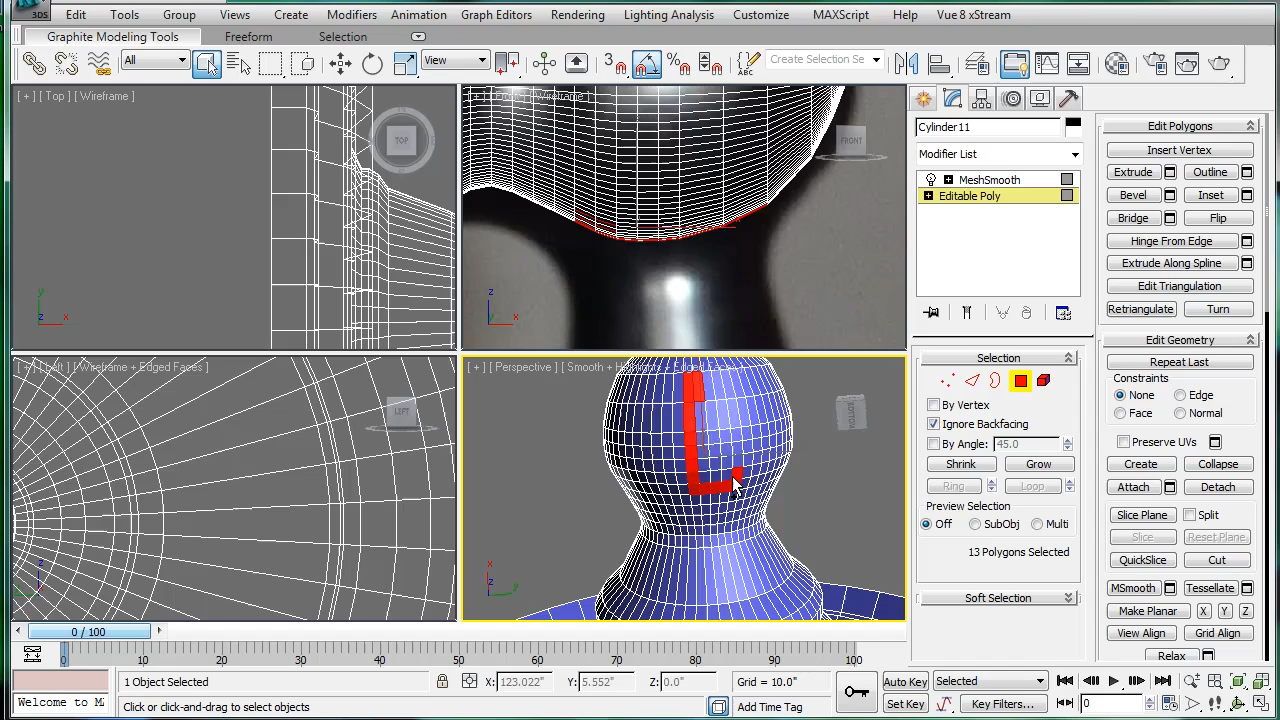 3DS Edit Tools Group Views Create Modifiers Animation Graph Editors Rendering Lighting Analysis Customize MAXScript Help Vue 8 xStream
Graphite Modeling Tools Freeform Selection
All View 3 % ABC Create Selection Se
[ + ] [ Top ] [ Wireframe ]
TOP
[ + ] [ Front ] [ Wireframe ]
FRONT
y
z x
z
y x
[ + ] [ Left ] [ Wireframe + Edged Faces ]
LEFT
[ + ] [ Perspective ] [ Smooth + Highlights + Edged Faces ]
BOTTOM
x
z y
Cylinder11
Modifier List
MeshSmooth
Editable Poly
Selection
By Vertex
Ignore Backfacing
By Angle: 45.0
Shrink Grow
Ring Loop
Preview Selection
Off SubObj Multi
13 Polygons Selected
Soft Selection
Edit Polygons
Insert Vertex
Extrude Outline
Bevel Inset
Bridge Flip
Hinge From Edge
Extrude Along Spline
Edit Triangulation
Retriangulate Turn
Edit Geometry
Repeat Last
Constraints
None Edge
Face Normal
Preserve UVs
Create Collapse
Attach Detach
Slice Plane Split
Slice Reset Plane
QuickSlice Cut
MSmooth Tessellate
Make Planar X Y Z
View Align Grid Align
Relax
0 / 100
0 10 20 30 40 50 60 70 80 90 100
1 Object Selected X: 123.022" Y: 5.552" Z: 0.0" Grid = 10.0" Auto Key Selected
Welcome to M Click or click-and-drag to select objects Add Time Tag Set Key Key Filters... 0